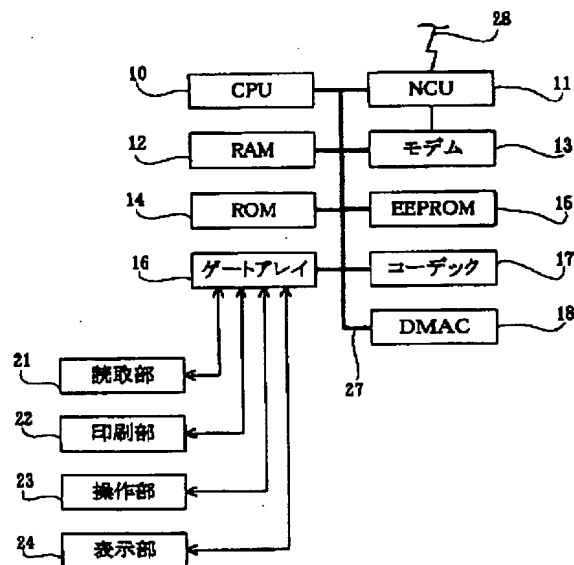 28
10 CPU NCU 11
12 RAM モデム 13
14 ROM EEPROM 15
16 ゲートアレイ コーデック 17
DMAC 18
27
21 読取部
22 印刷部
23 操作部
24 表示部